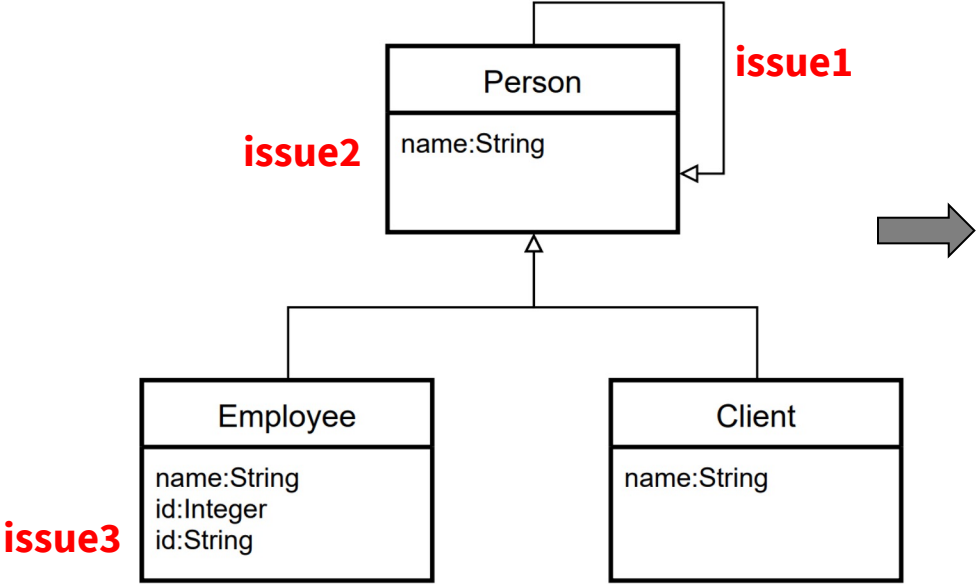 issue1
Person
issue2
name:String
Employee
Client
name:String
id:Integer
id:String
name:String
issue3